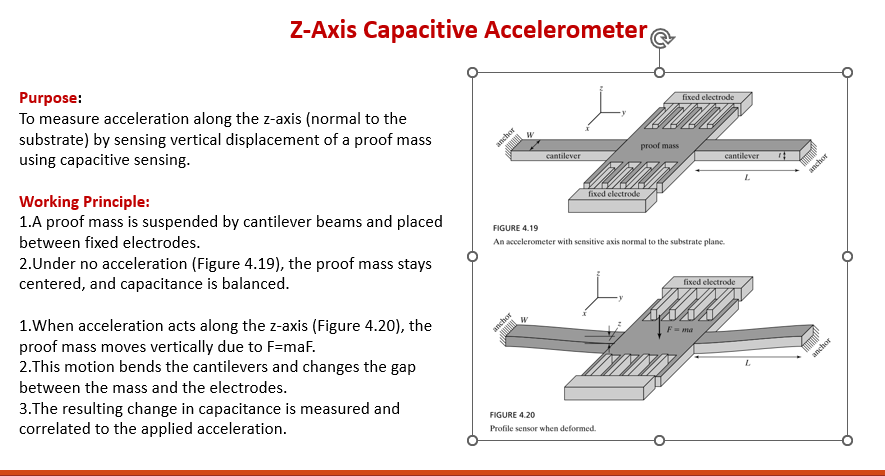 Z-Axis Capacitive Accelerometer
Purpose:
To measure acceleration along the z-axis (normal to the
substrate) by sensing vertical displacement of a proof mass
using capacitive sensing.
Working Principle:
1.A proof mass is suspended by cantilever beams and placed
between fixed electrodes.
2.Under no acceleration (Figure 4.19), the proof mass stays
centered, and capacitance is balanced.
1.When acceleration acts along the z-axis (Figure 4.20), the
proof mass moves vertically due to F=maF.
2.This motion bends the cantilevers and changes the gap
between the mass and the electrodes.
3.The resulting change in capacitance is measured and
correlated to the applied acceleration.
z
y
x
fixed electrode
anchor
W
proof mass
cantilever
cantilever
t
anchor
L
fixed electrode
FIGURE 4.19
An accelerometer with sensitive axis normal to the substrate plane.
z
y
x
fixed electrode
anchor
W
z
F = ma
anchor
L
FIGURE 4.20
Profile sensor when deformed.